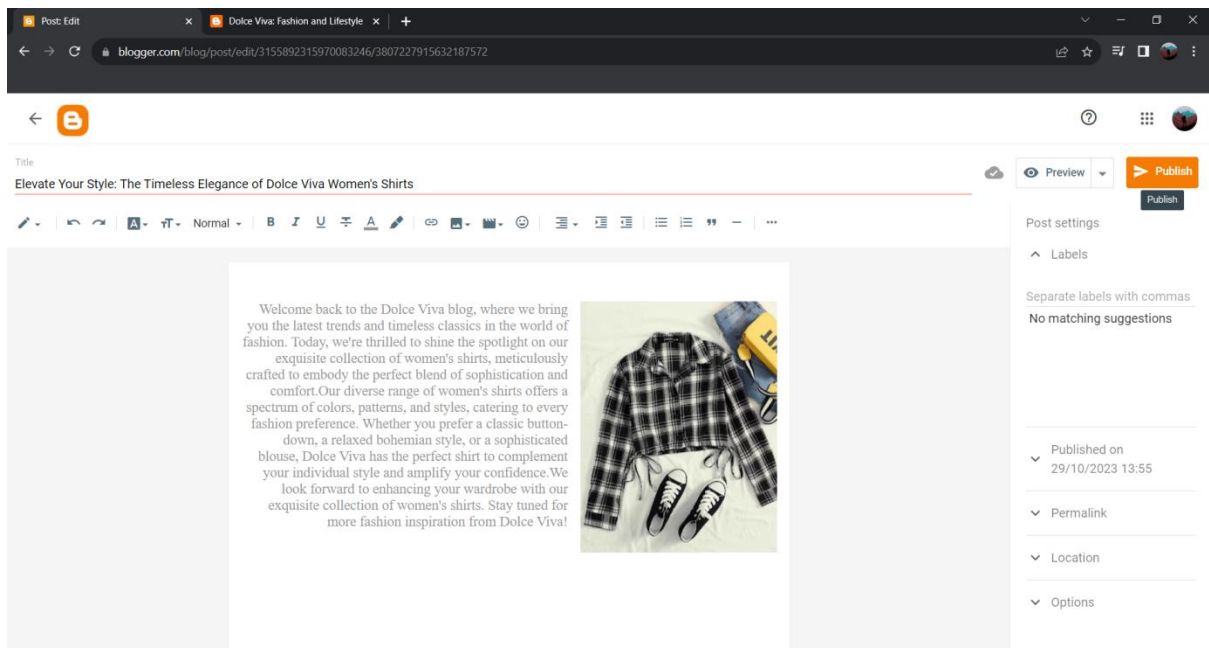 Post: Edit
Dolce Viva: Fashion and Lifestyle
blogger.com/blog/post/edit/3155892315970083246/3807227915632187572
Title
Elevate Your Style: The Timeless Elegance of Dolce Viva Women's Shirts
Preview
Publish
Publish
Normal
Post settings
Labels
Separate labels with commas
No matching suggestions
Published on
29/10/2023 13:55
Permalink
Location
Options
Welcome back to the Dolce Viva blog, where we bring
you the latest trends and timeless classics in the world of
fashion. Today, we're thrilled to shine the spotlight on our
exquisite collection of women's shirts, meticulously
crafted to embody the perfect blend of sophistication and
comfort.Our diverse range of women's shirts offers a
spectrum of colors, patterns, and styles, catering to every
fashion preference. Whether you prefer a classic button-
down, a relaxed bohemian style, or a sophisticated
blouse, Dolce Viva has the perfect shirt to complement
your individual style and amplify your confidence.We
look forward to enhancing your wardrobe with our
exquisite collection of women's shirts. Stay tuned for
more fashion inspiration from Dolce Viva!